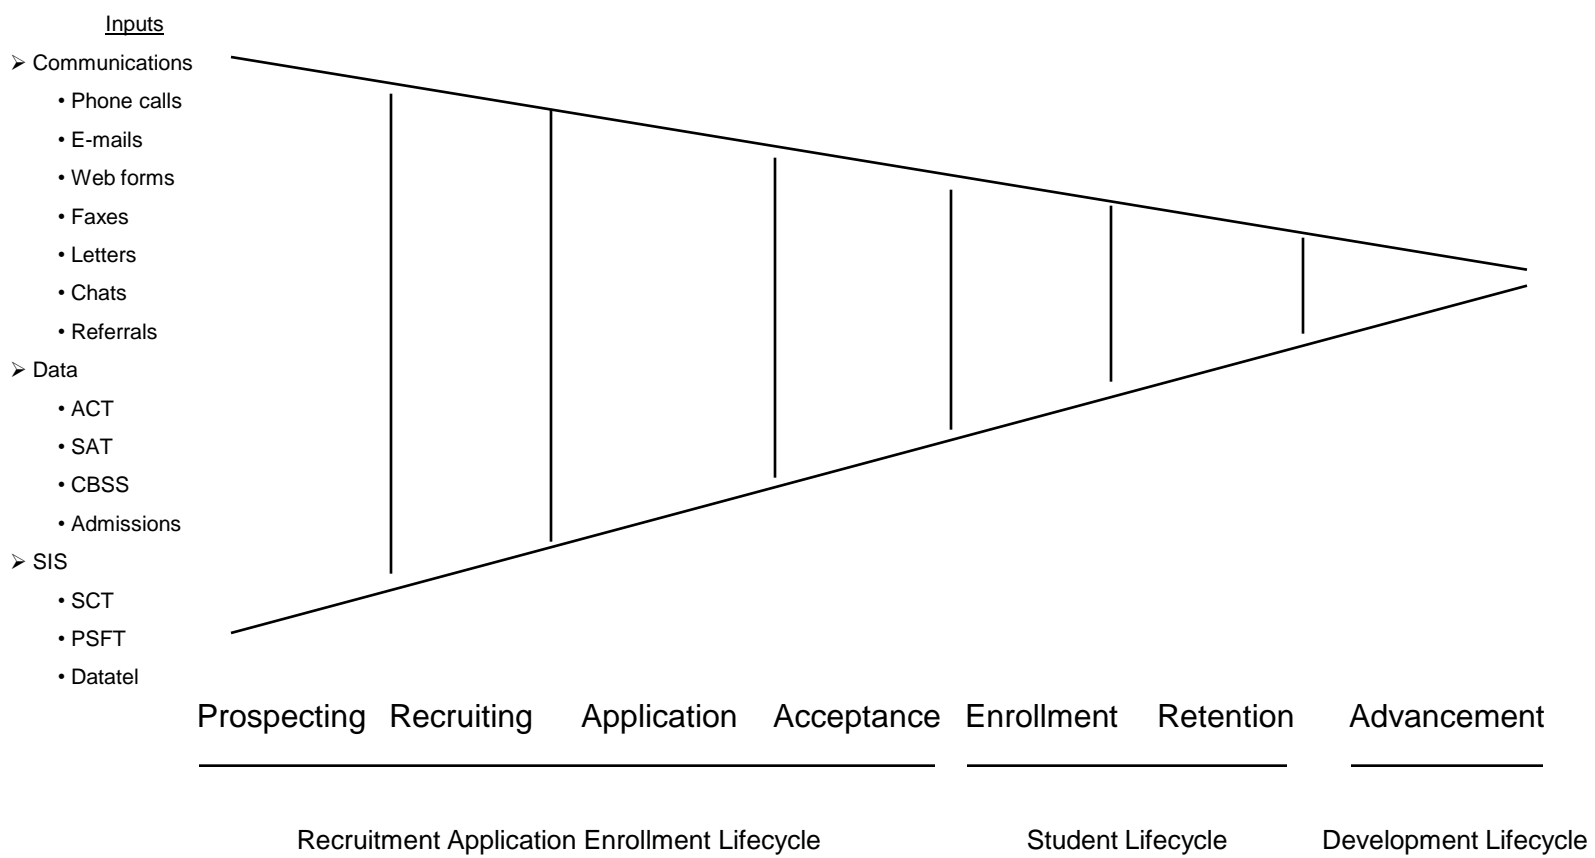 Inputs
➢ Communications
• Phone calls
• E-mails
• Web forms
• Faxes
• Letters
• Chats
• Referrals
➢ Data
• ACT
• SAT
• CBSS
• Admissions
➢ SIS
• SCT
• PSFT
• Datatel
Prospecting Recruiting Application Acceptance Enrollment Retention Advancement
Recruitment Application Enrollment Lifecycle Student Lifecycle Development Lifecycle